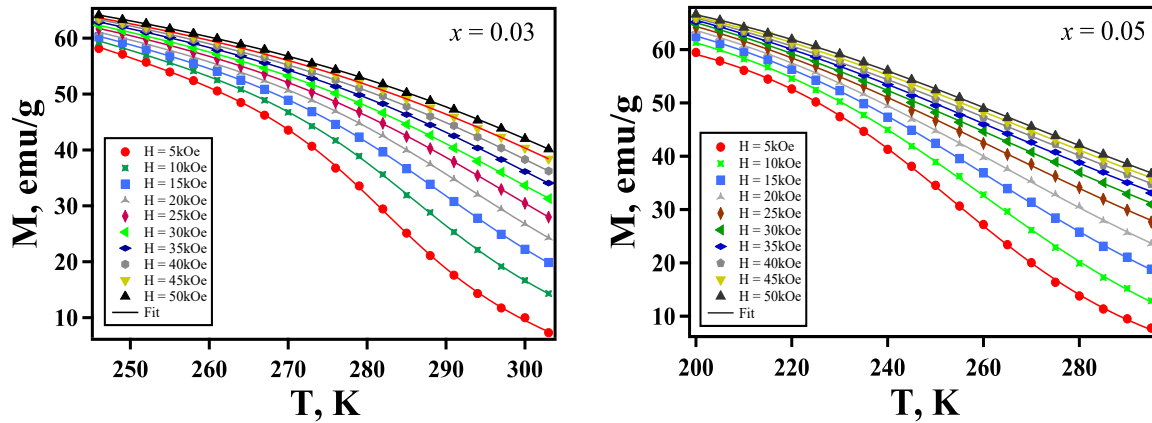 x = 0.03
M, emu/g
60
50
40
30
20
10
H = 5kOe
H = 10kOe
H = 15kOe
H = 20kOe
H = 25kOe
H = 30kOe
H = 35kOe
H = 40kOe
H = 45kOe
H = 50kOe
Fit
250 260 270 280 290 300
T, K
x = 0.05
M, emu/g
60
50
40
30
20
10
H = 5kOe
H = 10kOe
H = 15kOe
H = 20kOe
H = 25kOe
H = 30kOe
H = 35kOe
H = 40kOe
H = 45kOe
H = 50kOe
Fit
200 220 240 260 280
T, K